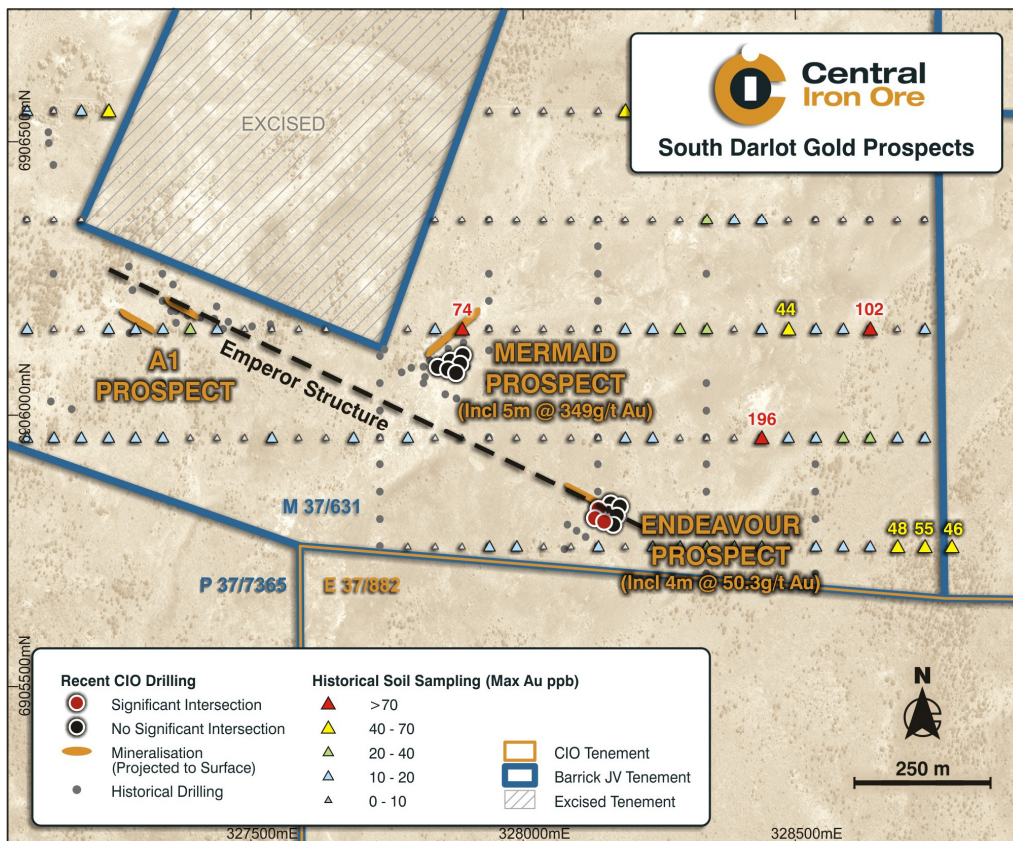 Central
Iron Ore
South Darlot Gold Prospects
EXCISED
6906500mN
74
44
102
A1
PROSPECT
Emperor Structure
MERMAID
PROSPECT
(Incl 5m @ 349g/t Au)
6906000mN
196
M 37/631
ENDEAVOUR
PROSPECT
(Incl 4m @ 50.3g/t Au)
48 55 46
P 37/7365
E 37/882
6905500mN
Recent CIO Drilling
Significant Intersection
No Significant Intersection
Mineralisation
(Projected to Surface)
Historical Drilling
Historical Soil Sampling (Max Au ppb)
>70
40 - 70
20 - 40
10 - 20
0 - 10
CIO Tenement
Barrick JV Tenement
Excised Tenement
N
250 m
327500mE
328000mE
328500mE